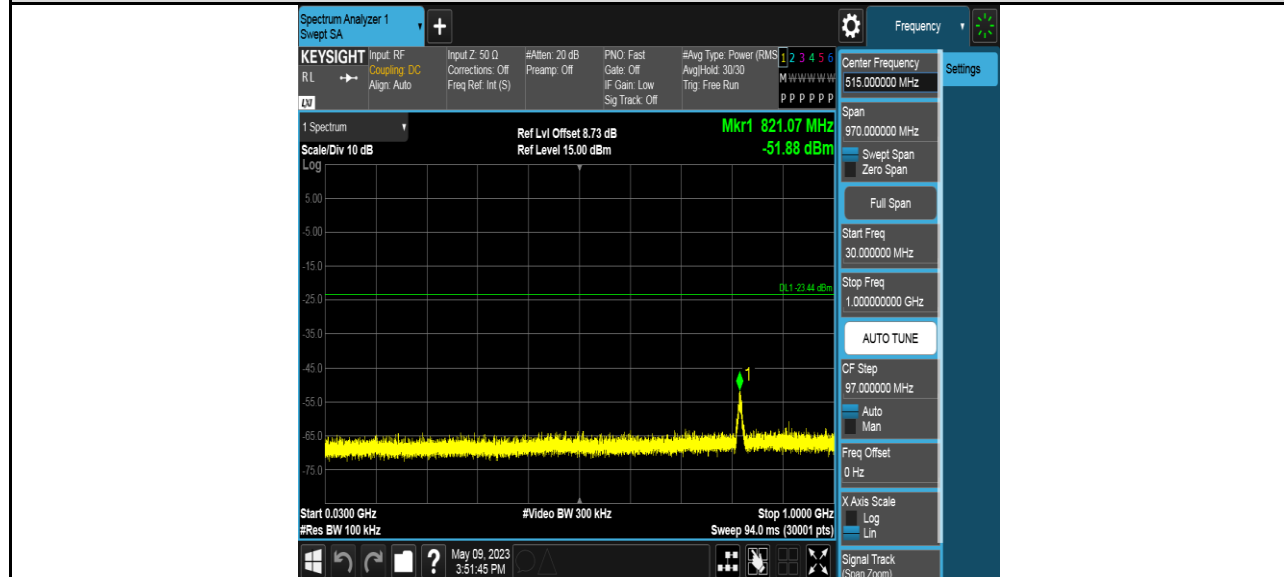 Spectrum Analyzer 1
Swept SA
+
Frequency
KEYSIGHT
Input: RF
Coupling: DC
Align: Auto
Input Z: 50 Ω
Corrections: Off
Freq Ref: Int (S)
#Atten: 20 dB
Preamp: Off
PNO: Fast
Gate: Off
IF Gain: Low
Sig Track: Off
#Avg Type: Power (RMS
Avg|Hold: 30/30
Trig: Free Run
1 2 3 4 5 6
M W W W W W
P P P P P P
R L
LXI
1 Spectrum
Scale/Div 10 dB
Log
Ref Lvl Offset 8.73 dB
Ref Level 15.00 dBm
Mkr1 821.07 MHz
-51.88 dBm
5.00
-5.00
-15.0
DL1 -23.44 dBm
-25.0
-35.0
-45.0
1
-55.0
-65.0
-75.0
Start 0.0300 GHz
#Res BW 100 kHz
#Video BW 300 kHz
Stop 1.0000 GHz
Sweep 94.0 ms (30001 pts)
?
May 09, 2023
3:51:45 PM
Center Frequency
515.000000 MHz
Settings
Span
970.000000 MHz
Swept Span
Zero Span
Full Span
Start Freq
30.000000 MHz
Stop Freq
1.000000000 GHz
AUTO TUNE
CF Step
97.000000 MHz
Auto
Man
Freq Offset
0 Hz
X Axis Scale
Log
Lin
Signal Track
(Span Zoom)